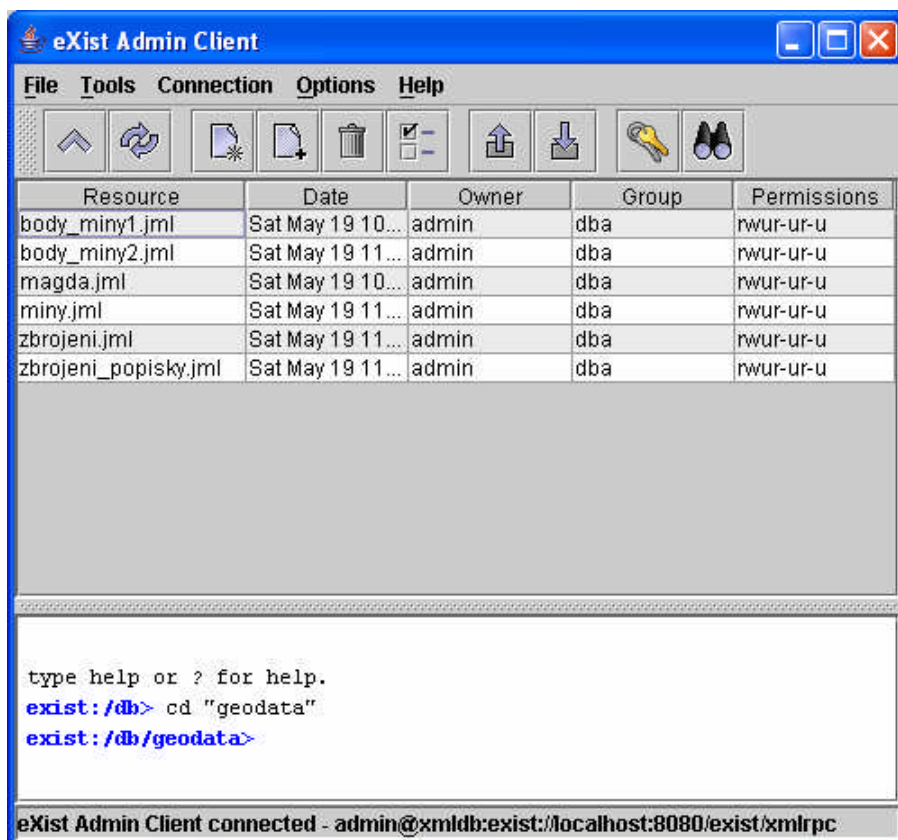 eXist Admin Client
File Tools Connection Options Help
Resource Date Owner Group Permissions
body_miny1.jml Sat May 19 10... admin dba rwur-ur-u
body_miny2.jml Sat May 19 11... admin dba rwur-ur-u
magda.jml Sat May 19 10... admin dba rwur-ur-u
miny.jml Sat May 19 11... admin dba rwur-ur-u
zbrojeni.jml Sat May 19 11... admin dba rwur-ur-u
zbrojeni_popisky.jml Sat May 19 11... admin dba rwur-ur-u
type help or ? for help.
exist:/db> cd "geodata"
exist:/db/geodata>
eXist Admin Client connected - admin@xmldb:exist://localhost:8080/exist/xmlrpc